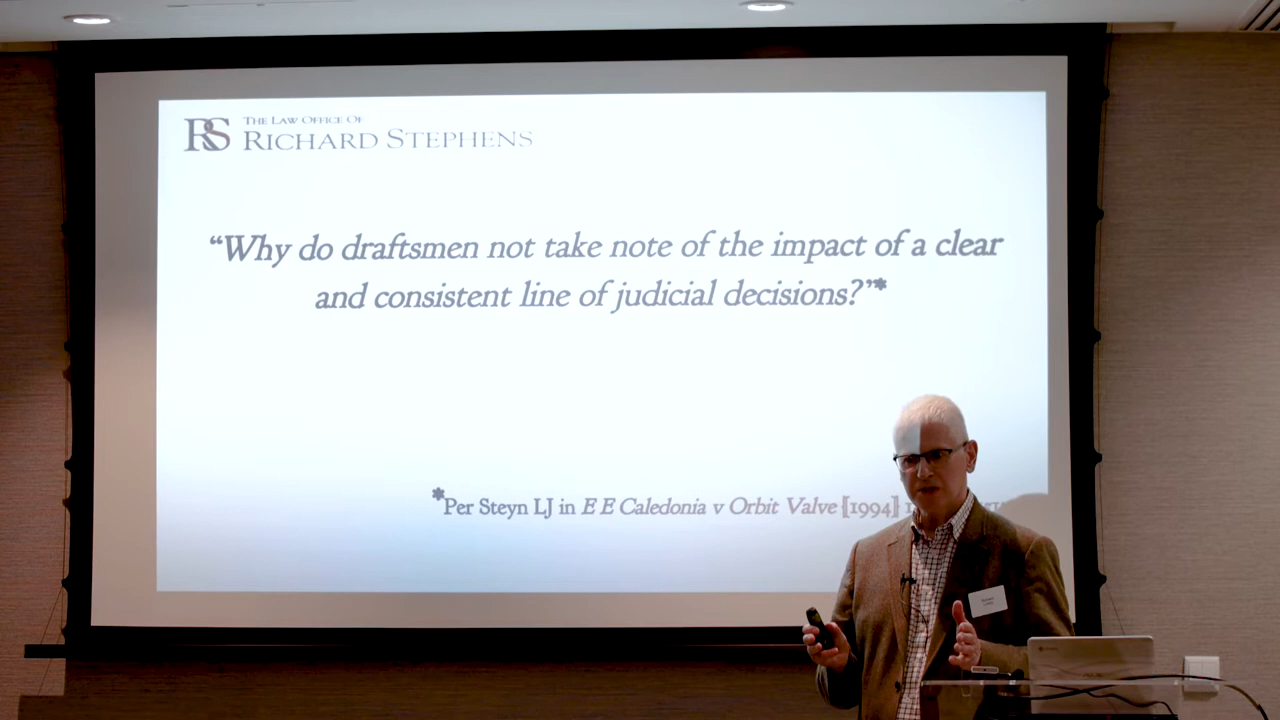 RS THE LAW OFFICE OF
RICHARD STEPHENS
“Why do draftsmen not take note of the impact of a clear
and consistent line of judicial decisions?”*
*Per Steyn LJ in E E Caledonia v Orbit Valve [1994]